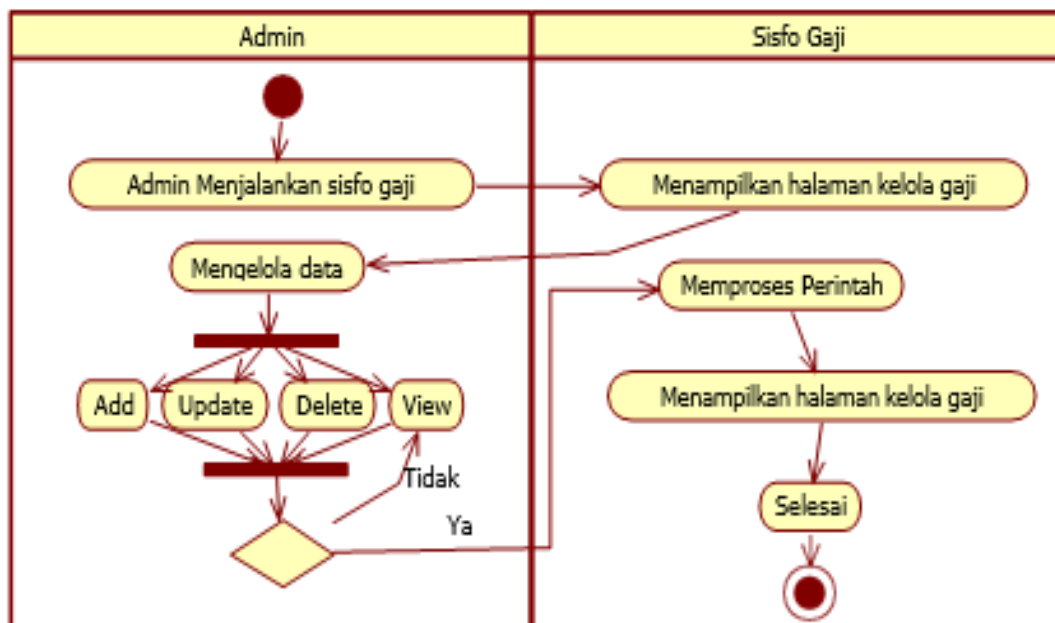 Admin
Sisfo Gaji
Admin Menjalankan sisfo gaji
Menampilkan halaman kelola gaji
Mengelola data
Memproses Perintah
Add
Update
Delete
View
Menampilkan halaman kelola gaji
Tidak
Ya
Selesai